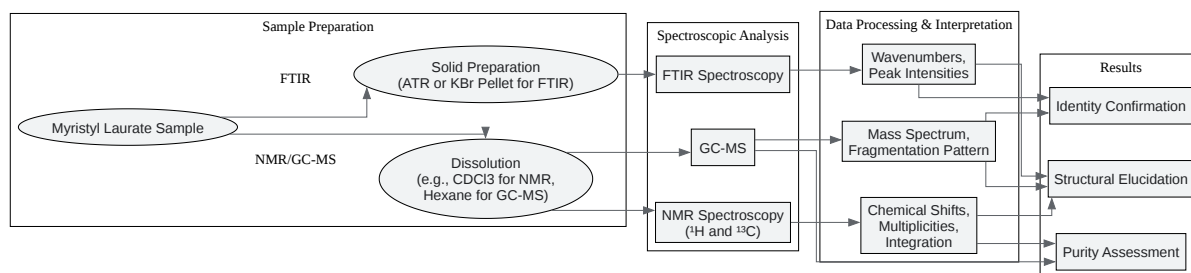 Sample Preparation
FTIR
Solid Preparation
(ATR or KBr Pellet for FTIR)
Myristyl Laurate Sample
NMR/GC-MS
Dissolution
(e.g., CDCl3 for NMR,
Hexane for GC-MS)
Spectroscopic Analysis
FTIR Spectroscopy
GC-MS
NMR Spectroscopy
(¹H and ¹³C)
Data Processing & Interpretation
Wavenumbers,
Peak Intensities
Mass Spectrum,
Fragmentation Pattern
Chemical Shifts,
Multiplicities,
Integration
Results
Identity Confirmation
Structural Elucidation
Purity Assessment